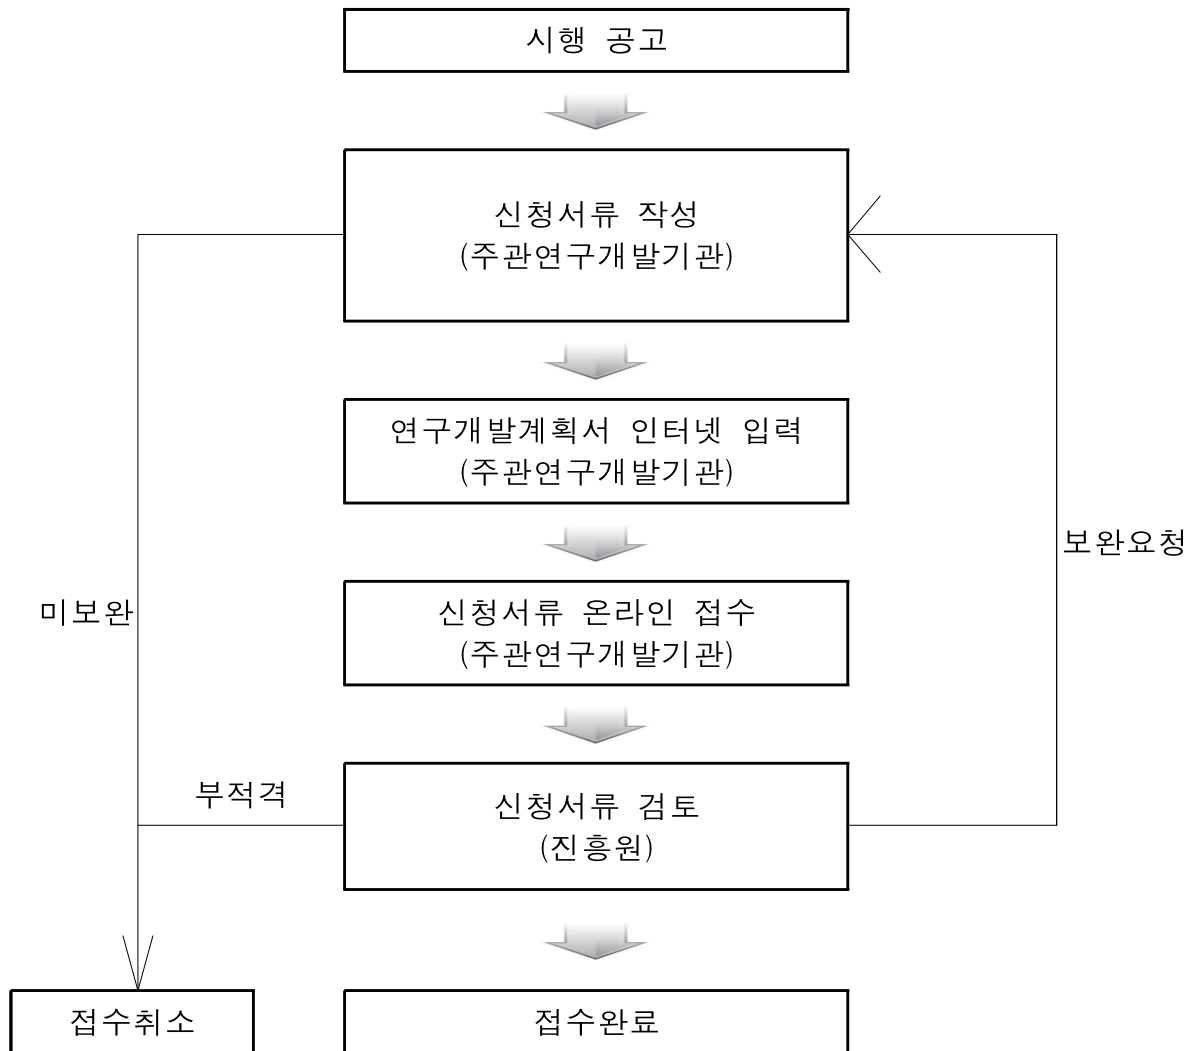 시행 공고
신청서류 작성
(주관연구개발기관)
연구개발계획서 인터넷 입력
(주관연구개발기관)
보완요청
미보완
신청서류 온라인 접수
(주관연구개발기관)
부적격
신청서류 검토
(진흥원)
접수취소
접수완료